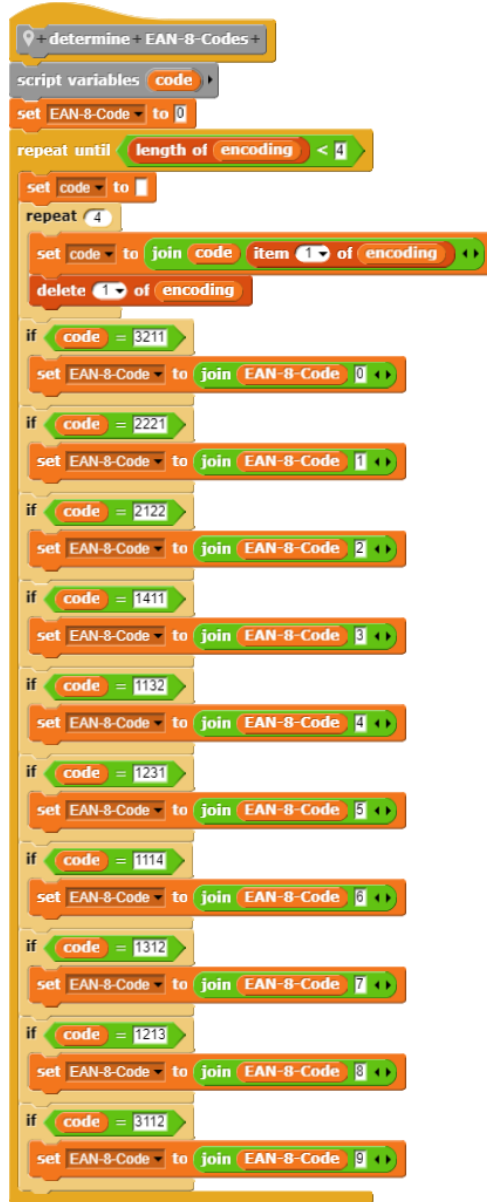 + determine + EAN-8-Codes +
script variables code
set EAN-8-Code to 0
repeat until length of encoding < 4
set code to
repeat 4
set code to join code item 1 of encoding
delete 1 of encoding
if code = 3211
set EAN-8-Code to join EAN-8-Code 0
if code = 2221
set EAN-8-Code to join EAN-8-Code 1
if code = 2122
set EAN-8-Code to join EAN-8-Code 2
if code = 1411
set EAN-8-Code to join EAN-8-Code 3
if code = 1132
set EAN-8-Code to join EAN-8-Code 4
if code = 1231
set EAN-8-Code to join EAN-8-Code 5
if code = 1114
set EAN-8-Code to join EAN-8-Code 6
if code = 1312
set EAN-8-Code to join EAN-8-Code 7
if code = 1213
set EAN-8-Code to join EAN-8-Code 8
if code = 3112
set EAN-8-Code to join EAN-8-Code 9